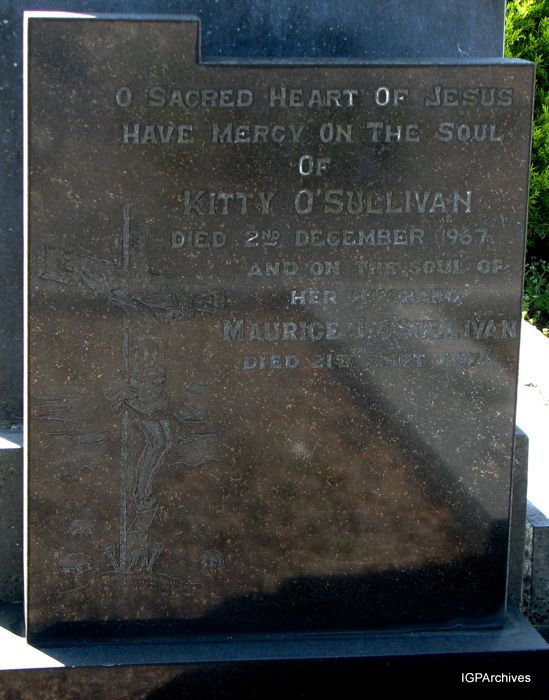 O SACRED HEART OF JESUS
HAVE MERCY ON THE SOUL
OF
KITTY O'SULLIVAN
DIED 2ND DECEMBER 1967,
AND ON THE SOUL OF
HER HUSBAND
MAURICE J. O'SULLIVAN
DIED 21ST SEPT.
IGPArchives